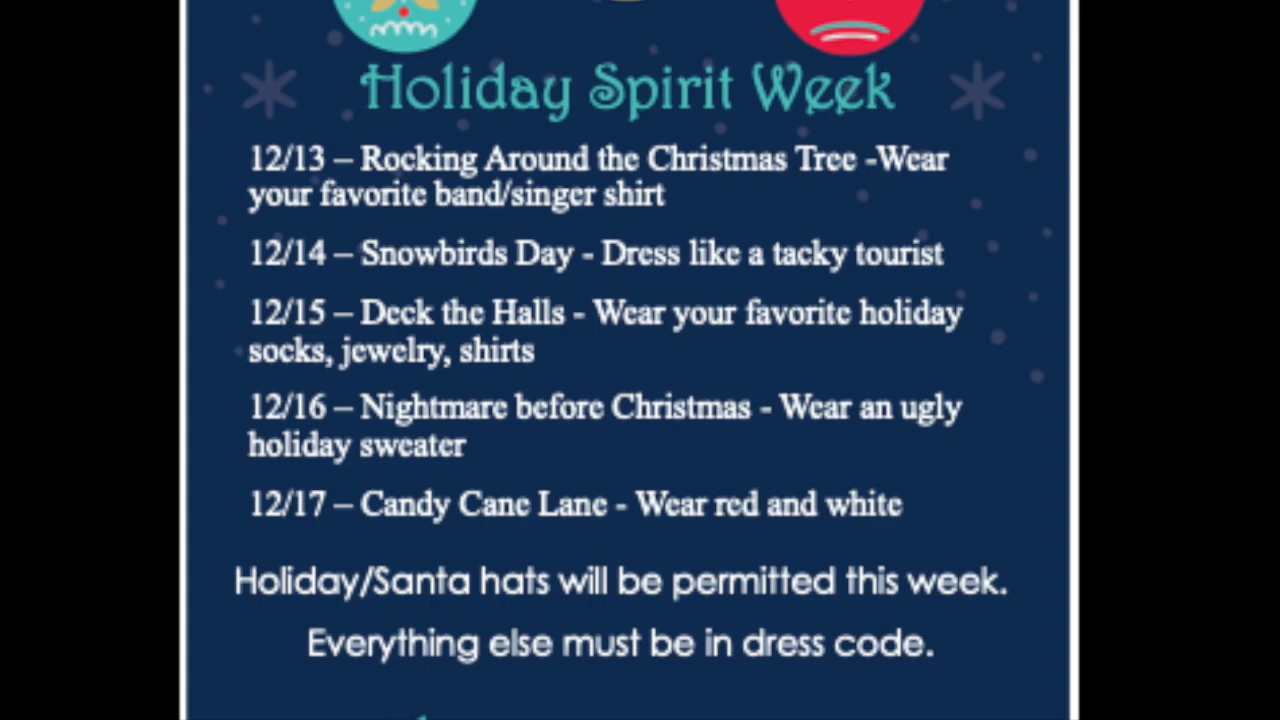 Holiday Spirit Week
12/13 – Rocking Around the Christmas Tree -Wear
your favorite band/singer shirt
12/14 – Snowbirds Day - Dress like a tacky tourist
12/15 – Deck the Halls - Wear your favorite holiday
socks, jewelry, shirts
12/16 – Nightmare before Christmas - Wear an ugly
holiday sweater
12/17 – Candy Cane Lane - Wear red and white
Holiday/Santa hats will be permitted this week.
Everything else must be in dress code.